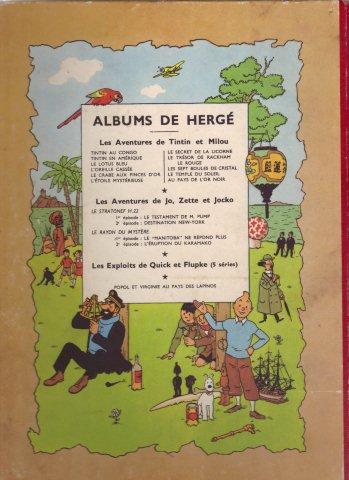 ALBUMS DE HERGÉ
Les Aventures de Tintin et Milou
TINTIN AU CONGO
TINTIN EN AMÉRIQUE
LE LOTUS BLEU
L'OREILLE CASSÉE
LE CRABE AUX PINCES D'OR
L'ÉTOILE MYSTÉRIEUSE
LE SECRET DE LA LICORNE
LE TRÉSOR DE RACKHAM
LE ROUGE
LES SEPT BOULES DE CRISTAL
LE TEMPLE DU SOLEIL
AU PAYS DE L'OR NOIR
Les Aventures de Jo, Zette et Jocko
LE STRATONEF H.22
1er épisode : LE TESTAMENT DE M. PUMP
2e épisode : DESTINATION NEW-YORK
LE RAYON DU MYSTÈRE
1er épisode : LE "MANITOBA" NE RÉPOND PLUS
2e épisode : L'ÉRUPTION DU KARAMAKO
Les Exploits de Quick et Flupke (5 séries)
POPOL ET VIRGINIE AU PAYS DES LAPINOS